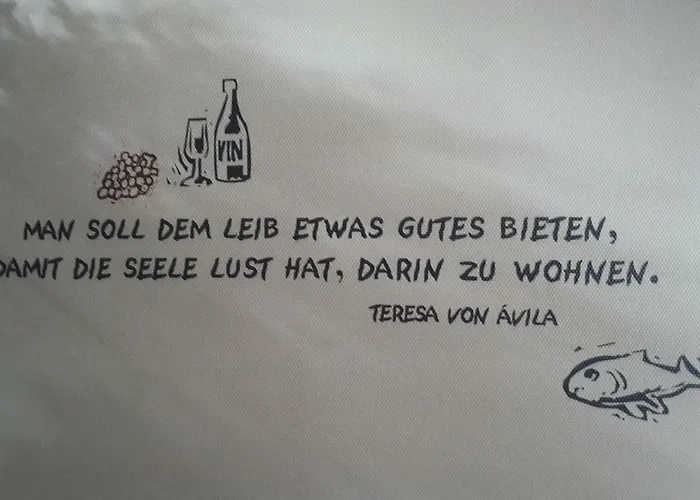 VIN
MAN SOLL DEM LEIB ETWAS GUTES BIETEN,
DAMIT DIE SEELE LUST HAT, DARIN ZU WOHNEN.
TERESA VON ÁVILA